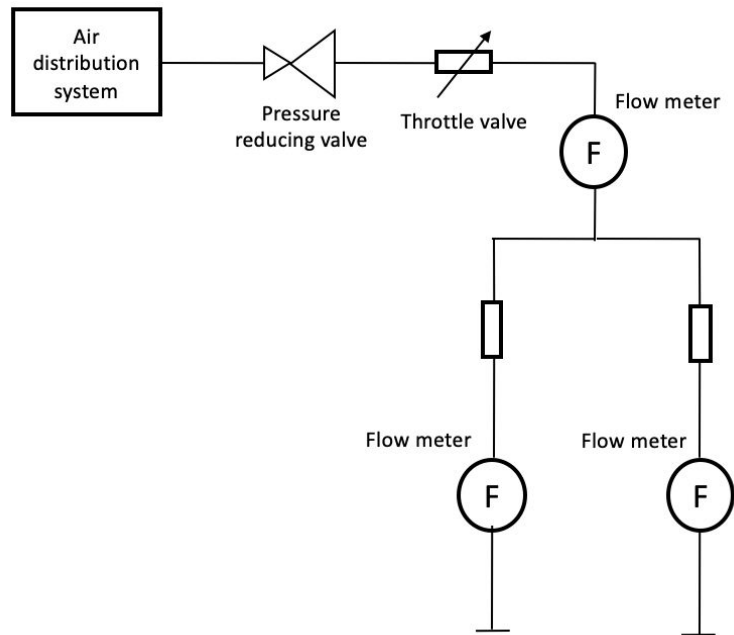 Air
distribution
system
Pressure
reducing valve
Throttle valve
Flow meter
F
Flow meter
Flow meter
F
F